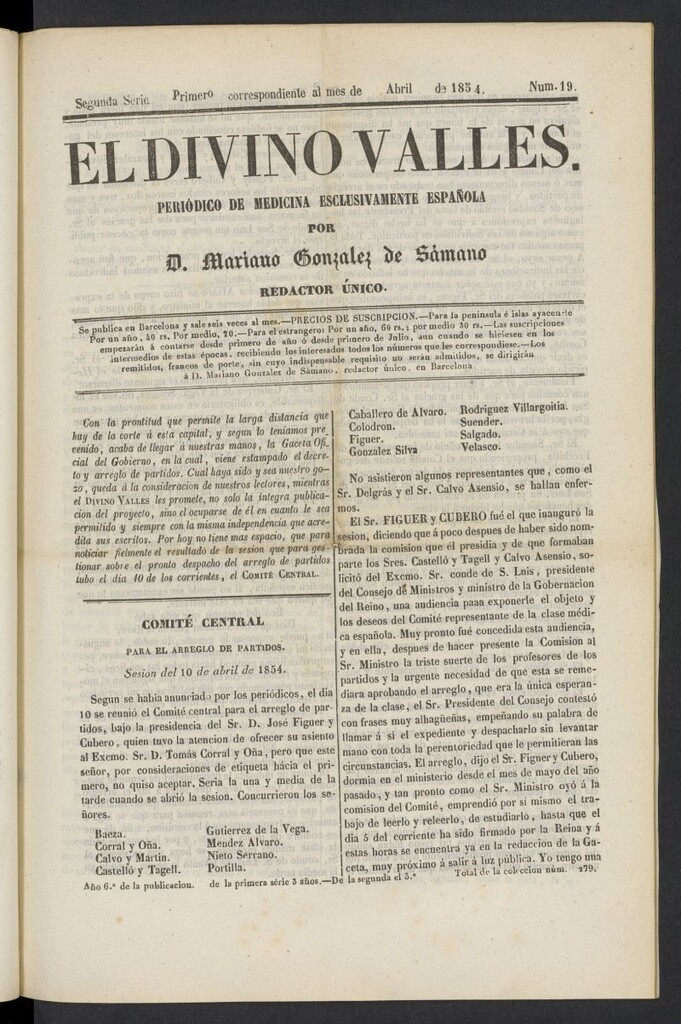 Segunda Serie. Primero correspondiente al mes de Abril de 1854. Num. 19.
EL DIVINO VALLES.
PERIÓDICO DE MEDICINA ESCLUSIVAMENTE ESPAÑOLA
POR
D. Mariano Gonzalez de Sámano
REDACTOR ÚNICO.
Se publica en Barcelona y sale seis veces al mes.—PRECIOS DE SUSCRIPCION.—Para la península é islas ayacente
Por un año, 40 rs. Por medio, 20.—Para el estrangero: Por un año, 60 rs.; por medio 30 rs.—Las suscripciones
empezarán á contarse desde primero de año ó desde primero de Julio, aun cuando se hiciesen en los
intermedios de estas épocas, recibiendo los interesados todos los números que les correspondiese.—Los
remitidos, francos de porte, sin cuyo indispensable requisito no serán admitidos, se dirigirán
á D. Mariano Gonzalez de Sámano, redactor único, en Barcelona.
Con la prontitud que permite la larga distancia que
hay de la corte á esta capital, y segun lo teniamos pre-
venido, acaba de llegar á nuestras manos, la Gaceta Ofi-
cial del Gobierno, en la cual, viene estampado el decre-
to y arreglo de partidos. Cual haya sido y sea nuestro go-
zo, queda á la consideracion de nuestros lectores, mientras
el DIVINO VALLES les promete, no solo la íntegra publica-
cion del proyecto, sino el ocuparse de él en cuanto le sea
permitido y siempre con la misma independencia que acre-
dita sus escritos. Por hoy no tiene mas espacio, que para
noticiar fielmente el resultado de la sesion que para ges-
tionar sobre el pronto despacho del arreglo de partidos
tubo el dia 10 de los corrientes, el COMITÉ CENTRAL.
COMITÉ CENTRAL
PARA EL ARREGLO DE PARTIDOS.
Sesion del 10 de abril de 1854.
Segun se habia anunciado por los periódicos, el dia
10 se reunió el Comité central para el arreglo de par-
tidos, bajo la presidencia del Sr. D. José Figuer y
Cubero, quien tuvo la atencion de ofrecer su asiento
al Excmo. Sr. D. Tomás Corral y Oña, pero que este
señor, por consideraciones de etiqueta hácia el pri-
mero, no quiso aceptar. Seria la una y media de la
tarde cuando se abrió la sesion. Concurrieron los se-
ñores.
Baeza. Gutierrez de la Vega.
Corral y Oña. Mendez Alvaro.
Calvo y Martin. Nieto Serrano.
Castelló y Tagell. Portilla.
Caballero de Alvaro. Rodriguez Villargoitia.
Colodron. Suender.
Figuer. Salgado.
Gonzalez Silva Velasco.
No asistieron algunos representantes que, como el
Sr. Delgrás y el Sr. Calvo Asensio, se hallan enfer-
mos.
El Sr. FIGUER y CUBERO fué el que inauguró la
sesion, diciendo que á poco despues de haber sido nom-
brada la comision que él presidia y de que formaban
parte los Sres. Castelló y Tagell y Calvo Asensio, so-
licitó del Excmo. Sr. conde de S. Luis, presidente
del Consejo de Ministros y ministro de la Gobernacion
del Reino, una audiencia paaa exponerle el objeto y
los deseos del Comité representante de la clase médi-
ca española. Muy pronto fué concedida esta audiencia,
y en ella, despues de hacer presente la Comision al
Sr. Ministro la triste suerte de los profesores de los
partidos y la urgente necesidad de que esta se reme-
diara aprobando el arreglo, que era la única esperan-
za de la clase, el Sr. Presidente del Consejo contestó
con frases muy alhagüeñas, empeñando su palabra de
llamar á si el expediente y despacharlo sin levantar
mano con toda la perentoriedad que le permitieran las
circunstancias. El arreglo, dijo el Sr. Figner y Cubero,
dormia en el ministerio desde el mes de mayo del año
pasado, y tan pronto como el Sr. Ministro oyó á la
comision del Comité, emprendió por sí mismo el tra-
bajo de leerlo y releerlo, de estudiarlo, hasta que el
dia 5 del corriente ha sido firmado por la Reina y á
estas horas se encuentra ya en la redaccion de la Ga-
ceta, muy próximo á salir á luz pública. Yo tengo una
Año 6.º de la publicacion. de la primera série 3 años.—De la segunda el 3.º Total de la coleccion núm. 279.